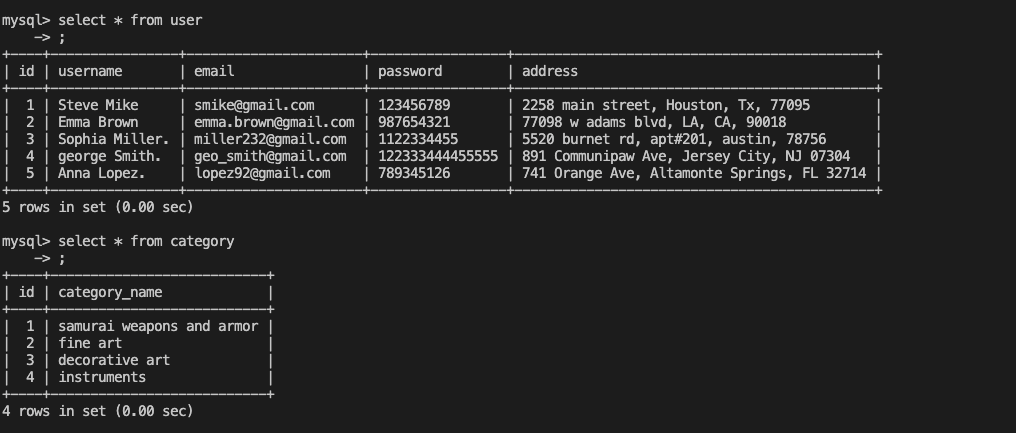 mysql> select * from user
    -> ;
+----+----------------+---------------------+-----------------+---------------------------------------------+
| id | username       | email               | password        | address                                     |
+----+----------------+---------------------+-----------------+---------------------------------------------+
|  1 | Steve Mike     | smike@gmail.com     | 123456789       | 2258 main street, Houston, Tx, 77095        |
|  2 | Emma Brown     | emma.brown@gmail.com | 987654321       | 77098 w adams blvd, LA, CA, 90018           |
|  3 | Sophia Miller. | miller232@gmail.com | 1122334455      | 5520 burnet rd, apt#201, austin, 78756      |
|  4 | george Smith.  | geo_smith@gmail.com | 122333444455555 | 891 Communipaw Ave, Jersey City, NJ 07304   |
|  5 | Anna Lopez.    | lopez92@gmail.com   | 789345126       | 741 Orange Ave, Altamonte Springs, FL 32714 |
+----+----------------+---------------------+-----------------+---------------------------------------------+
5 rows in set (0.00 sec)
mysql> select * from category
    -> ;
+----+---------------------------+
| id | category_name             |
+----+---------------------------+
|  1 | samurai weapons and armor |
|  2 | fine art                  |
|  3 | decorative art            |
|  4 | instruments               |
+----+---------------------------+
4 rows in set (0.00 sec)